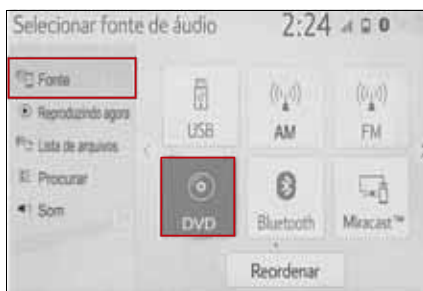 Selecionar fonte de áudio 2:24
Fonte
Reproduzindo agora
Lista de arquivos
Procurar
Som
USB AM FM
DVD Bluetooth Miracast™
Reordenar